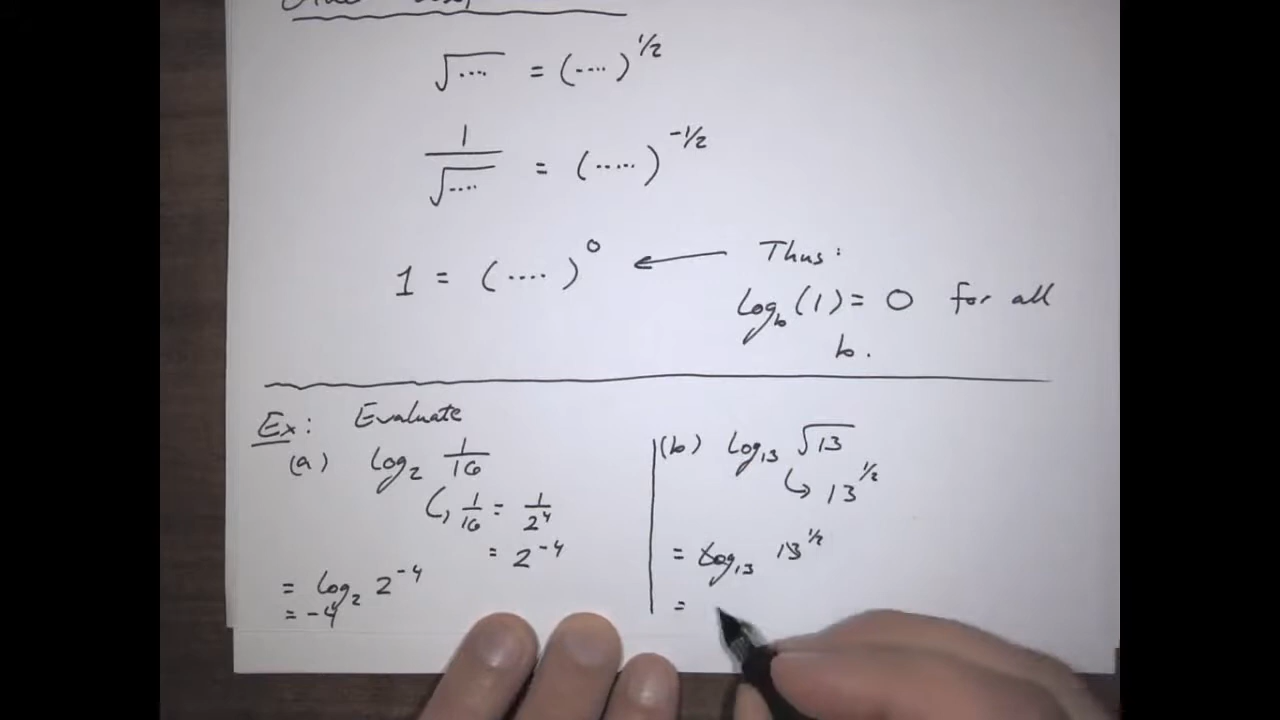 √.... = (....)^1/2
1/√.... = (.....)^-1/2
1 = (....)^0 ← Thus:
log_b(1) = 0 for all
b.
Ex: Evaluate
(a) log_2 1/16
↳ 1/16 = 1/2^4
= 2^-4
= log_2 2^-4
= -4
(b) log_13 √13
↳ 13^1/2
= log_13 13^1/2
=